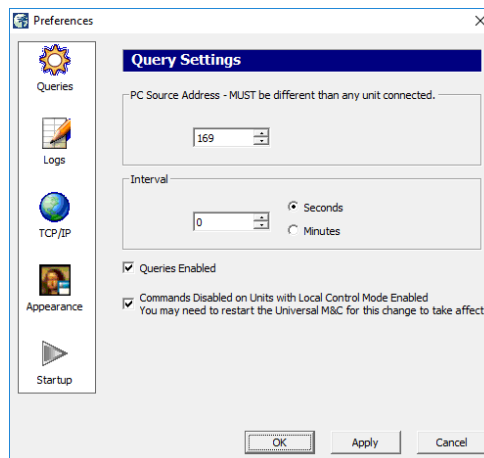 Preferences
Queries
Logs
TCP/IP
Appearance
Startup
Query Settings
PC Source Address - MUST be different than any unit connected.
169
Interval
0
Seconds
Minutes
Queries Enabled
Commands Disabled on Units with Local Control Mode Enabled
You may need to restart the Universal M&C for this change to take affect
OK
Apply
Cancel